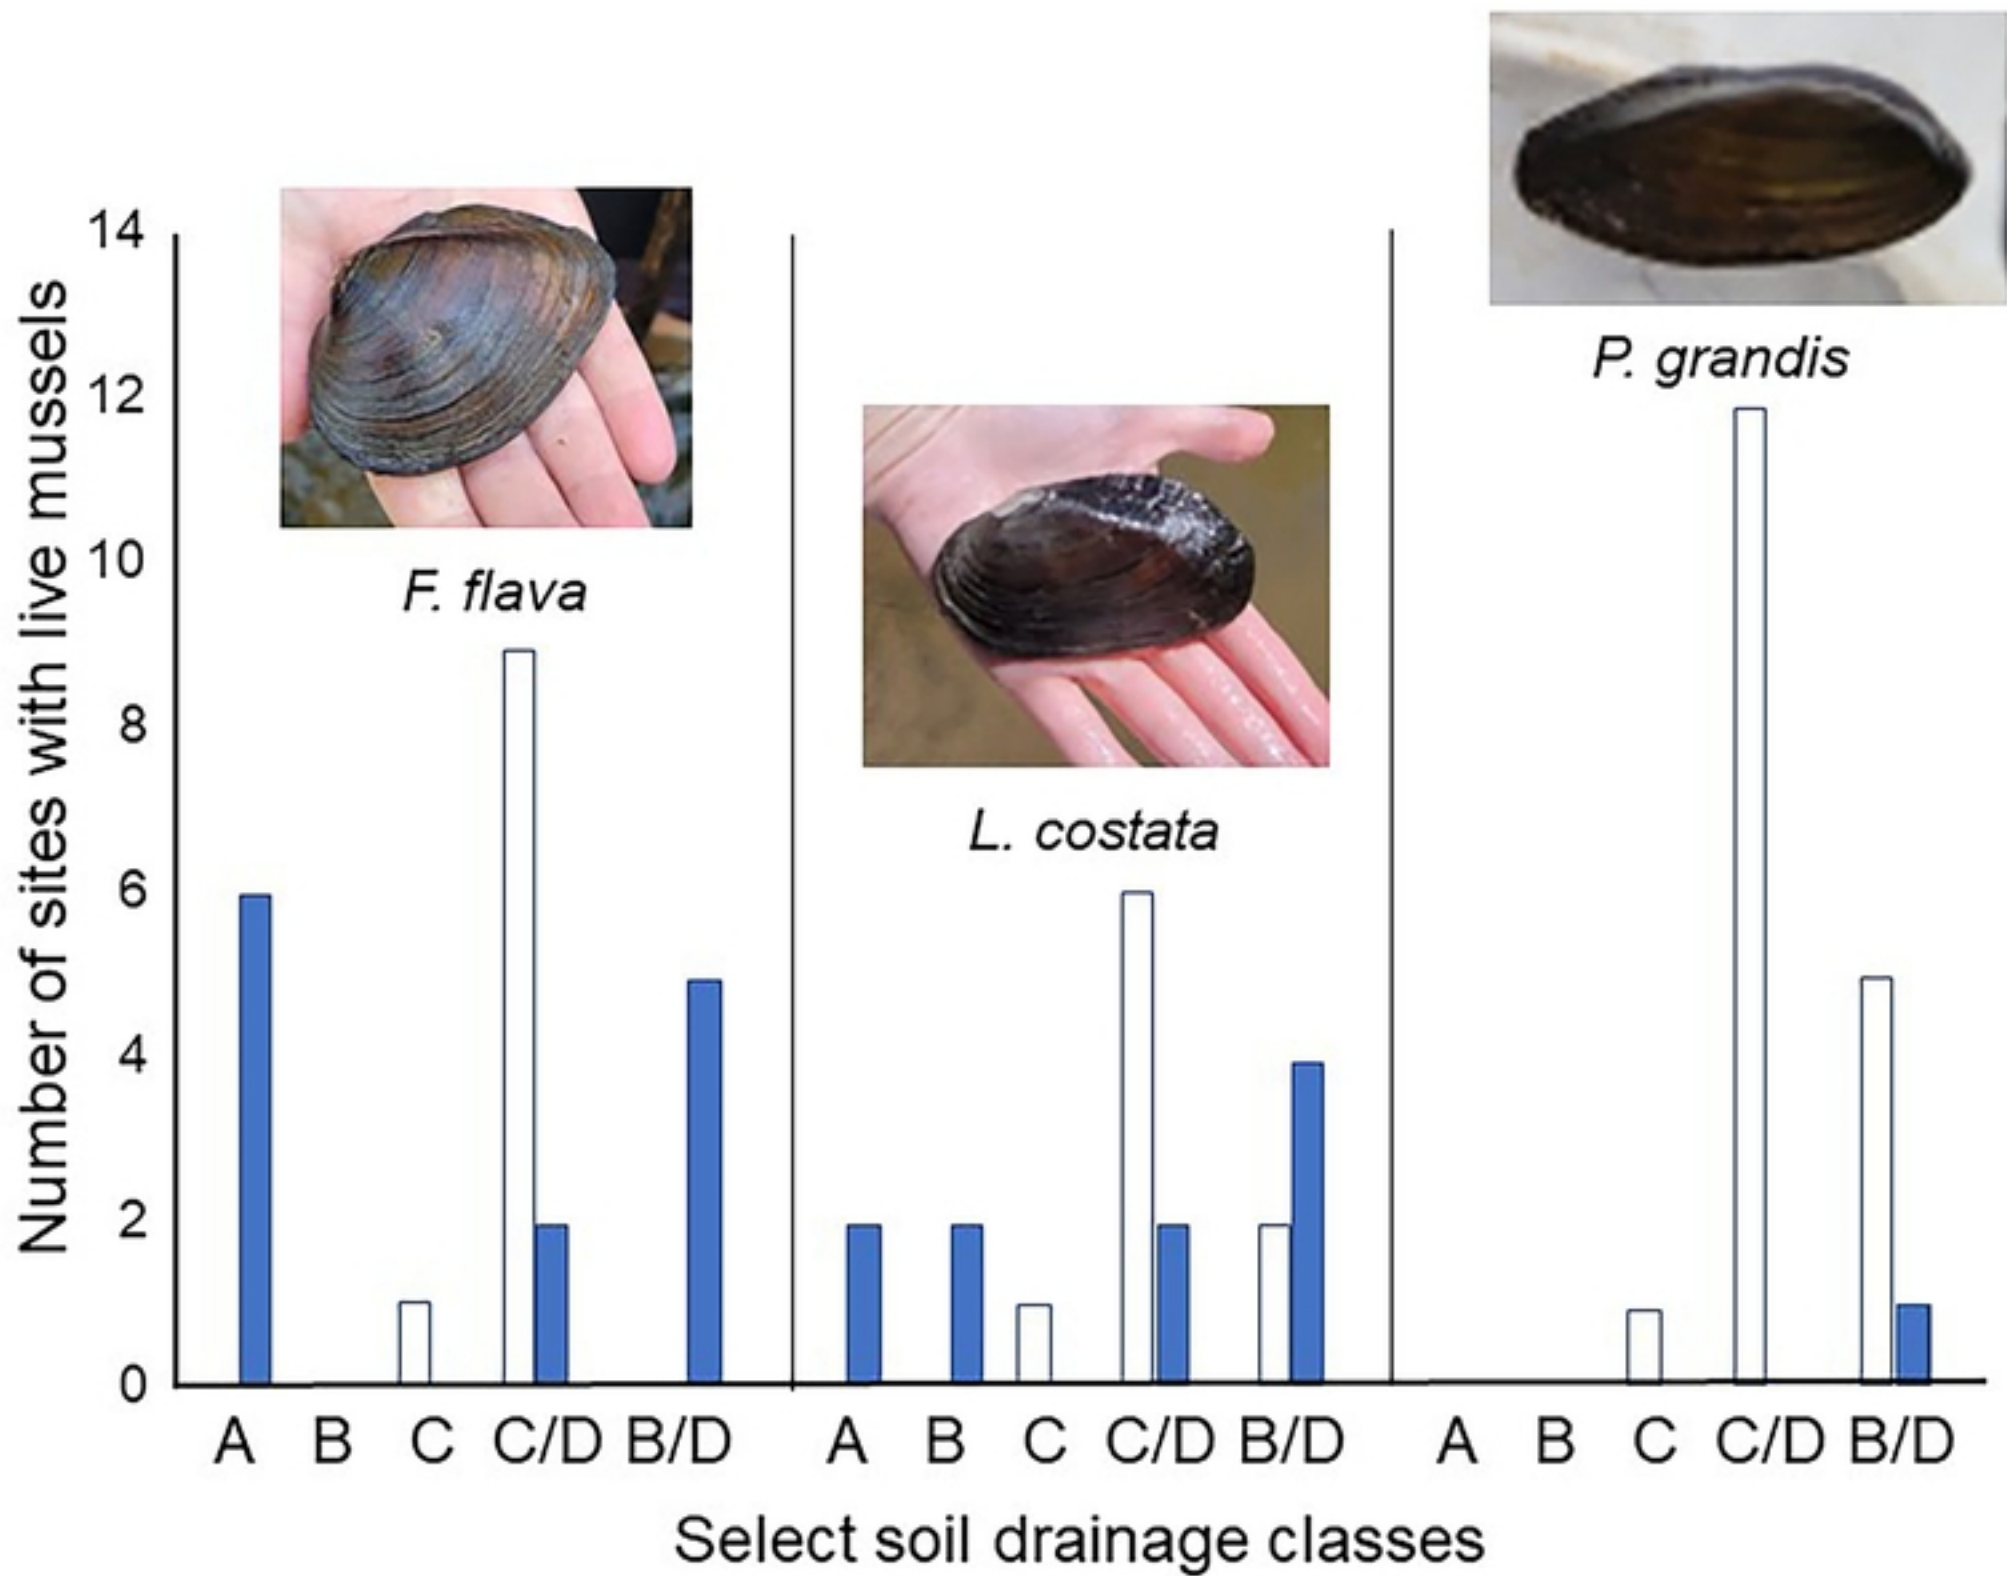 Number of sites with live mussels
14
12
10
8
6
4
2
0
F. flava
L. costata
P. grandis
A B C C/D B/D A B C C/D B/D A B C C/D B/D
Select soil drainage classes